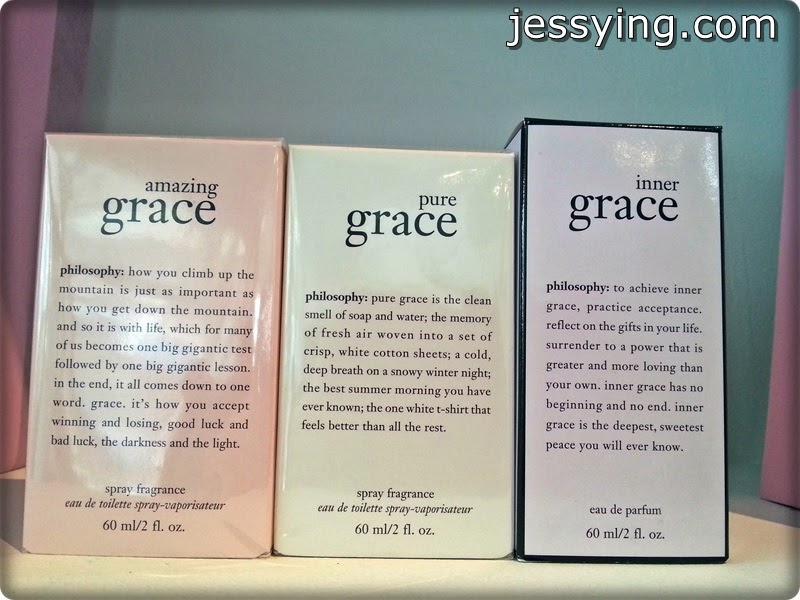 jessying.com
amazing
grace
philosophy: how you climb up the
mountain is just as important as
how you get down the mountain.
and so it is with life, which for many
of us becomes one big gigantic test
followed by one big gigantic lesson.
in the end, it all comes down to one
word. grace. it's how you accept
winning and losing, good luck and
bad luck, the darkness and the light.
spray fragrance
eau de toilette spray-vaporisateur
60 ml/2 fl. oz.
pure
grace
philosophy: pure grace is the clean
smell of soap and water; the memory
of fresh air woven into a set of
crisp, white cotton sheets; a cold,
deep breath on a snowy winter night;
the best summer morning you have
ever known; the one white t-shirt that
feels better than all the rest.
spray fragrance
eau de toilette spray-vaporisateur
60 ml/2 fl. oz.
inner
grace
philosophy: to achieve inner
grace, practice acceptance.
reflect on the gifts in your life.
surrender to a power that is
greater and more loving than
your own. inner grace has no
beginning and no end. inner
grace is the deepest, sweetest
peace you will ever know.
eau de parfum
60 ml/2 fl. oz.